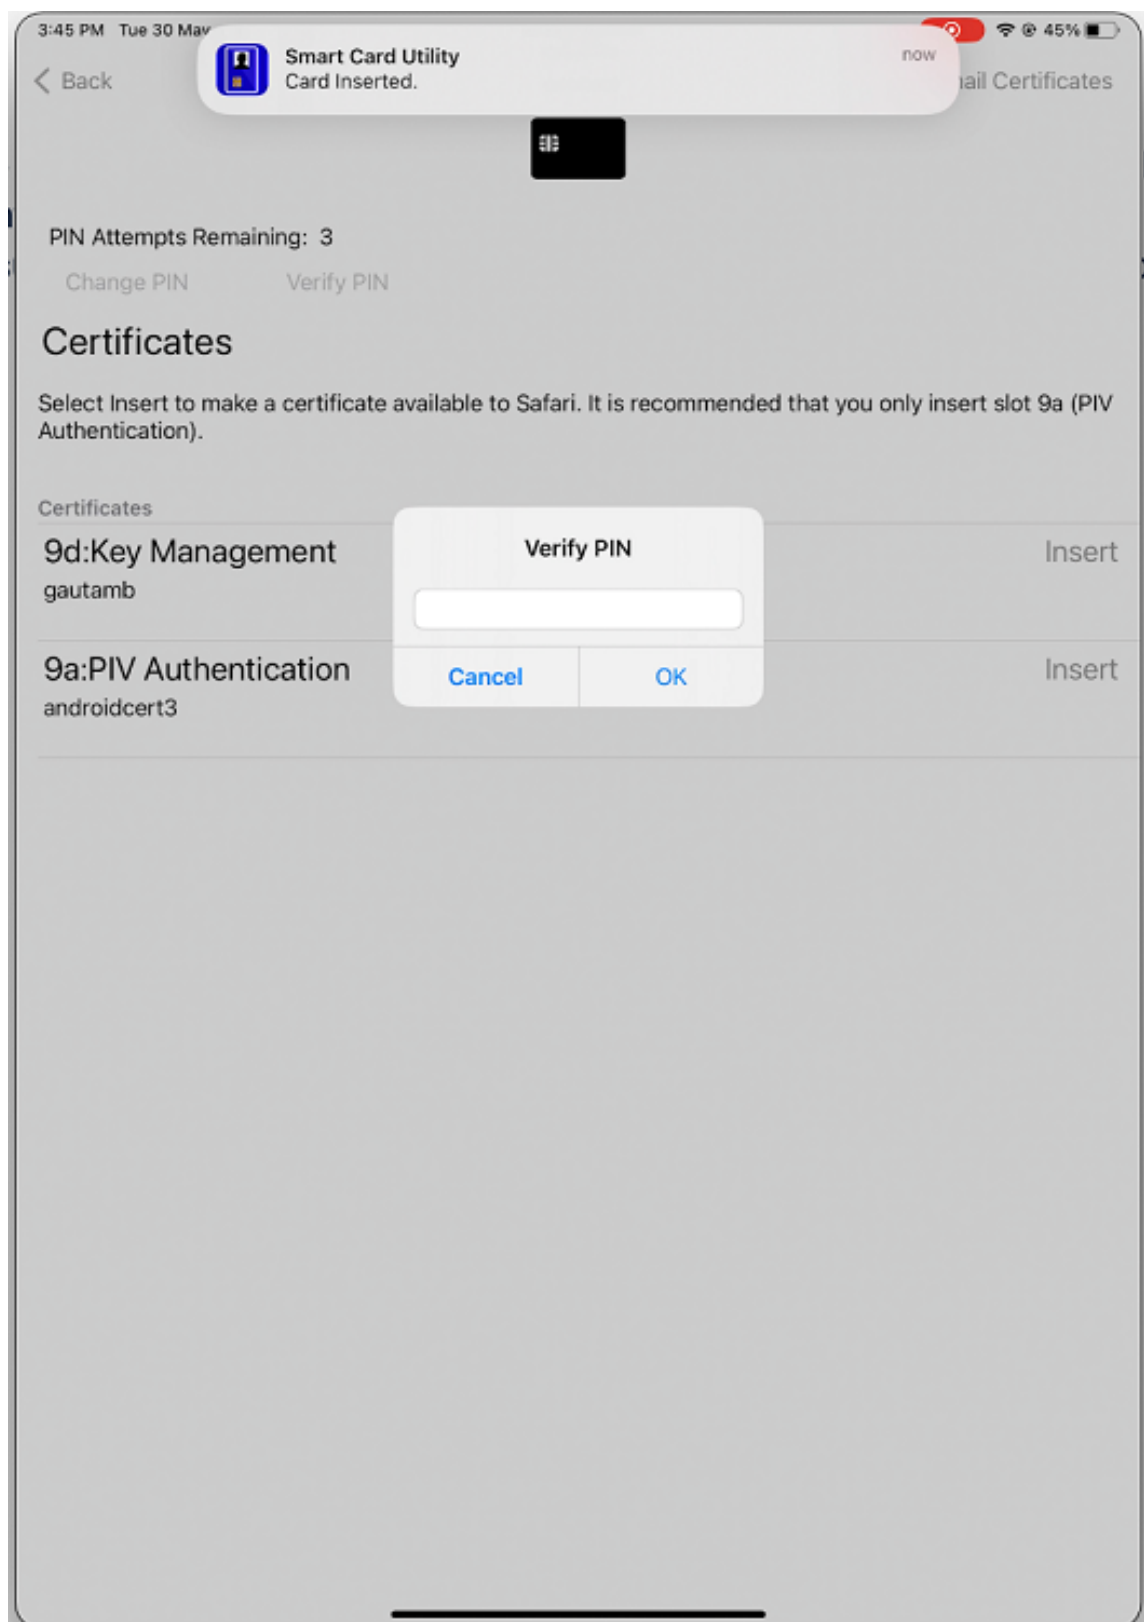 3:45 PM Tue 30 May
45%
Smart Card Utility
now
Card Inserted.
Back
ail Certificates
PIN Attempts Remaining: 3
Change PIN Verify PIN
Certificates
Select Insert to make a certificate available to Safari. It is recommended that you only insert slot 9a (PIV
Authentication).
Certificates
9d:Key Management
Insert
gautamb
9a:PIV Authentication
Insert
androidcert3
Verify PIN
Cancel OK